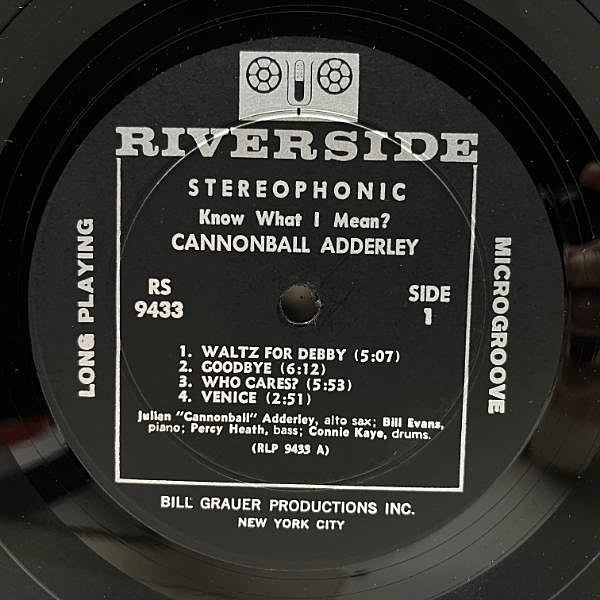 RIVERSIDE
STEREOPHONIC
Know What I Mean?
CANNONBALL ADDERLEY
LONG PLAYING
RS
9433
SIDE
1
MICROGROOVE
1. WALTZ FOR DEBBY (5:07)
2. GOODBYE (6:12)
3. WHO CARES? (5:53)
4. VENICE (2:51)
Julian "Cannonball" Adderley, alto sax; Bill Evans,
piano; Percy Heath, bass; Connie Kaye, drums.
(RLP 9433 A)
BILL GRAUER PRODUCTIONS INC.
NEW YORK CITY